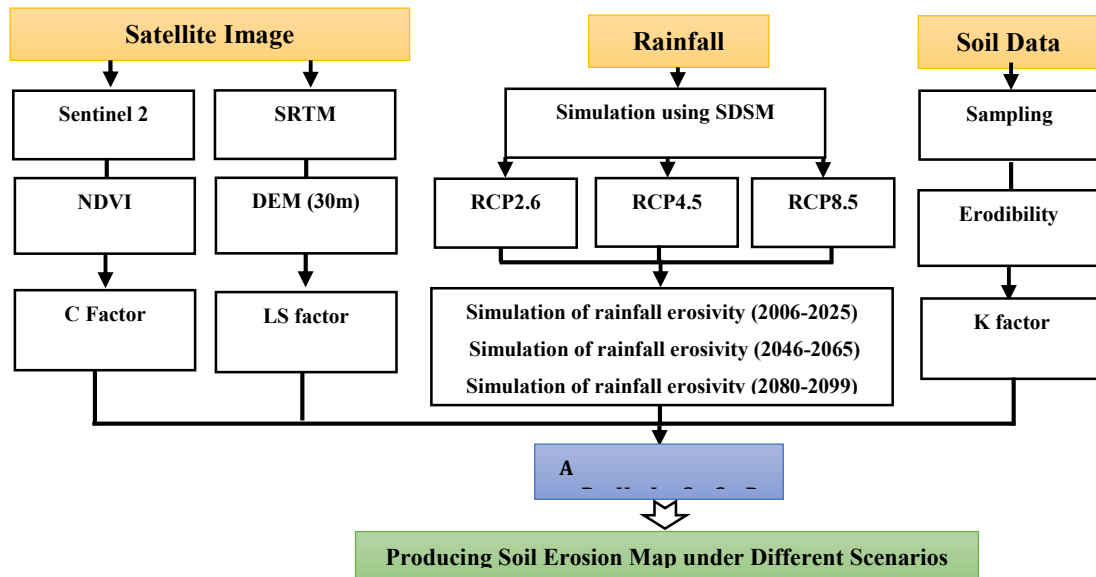 Satellite Image
Rainfall
Soil Data
Sentinel 2
SRTM
Simulation using SDSM
Sampling
NDVI
DEM (30m)
RCP2.6
RCP4.5
RCP8.5
Erodibility
C Factor
LS factor
Simulation of rainfall erosivity (2006-2025)
Simulation of rainfall erosivity (2046-2065)
Simulation of rainfall erosivity (2080-2099)
K factor
A
Producing Soil Erosion Map under Different Scenarios